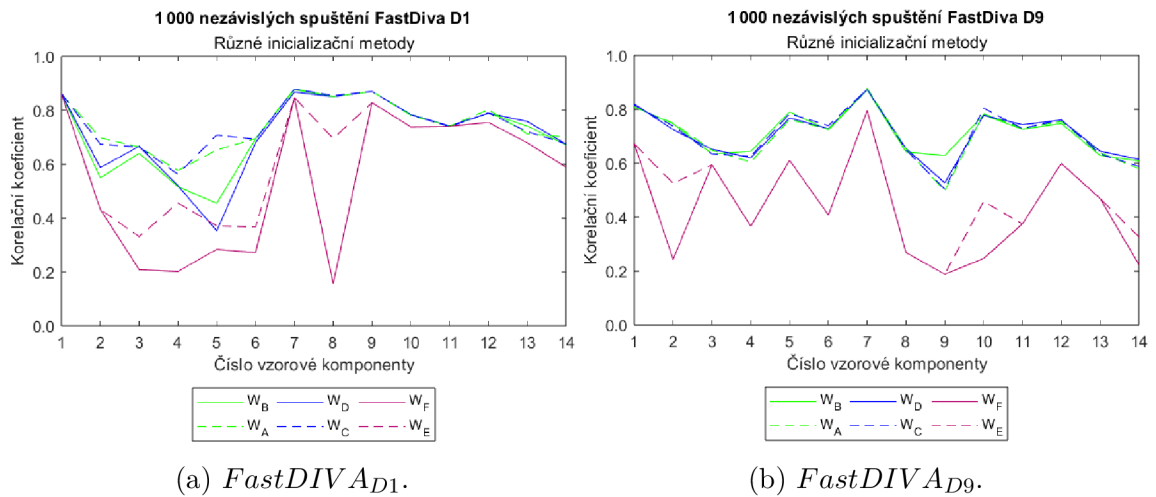 1 000 nezávislých spuštění FastDiva D1
Různé inicializační metody
Korelační koeficient
1.0
0.8
0.6
0.4
0.2
0.0
1 2 3 4 5 6 7 8 9 10 11 12 13 14
Číslo vzorové komponenty
W_B W_D W_F
W_A W_C W_E
(a) FastDIVA_{D1}.
1 000 nezávislých spuštění FastDiva D9
Různé inicializační metody
Korelační koeficient
1.0
0.8
0.6
0.4
0.2
0.0
1 2 3 4 5 6 7 8 9 10 11 12 13 14
Číslo vzorové komponenty
W_B W_D W_F
W_A W_C W_E
(b) FastDIVA_{D9}.